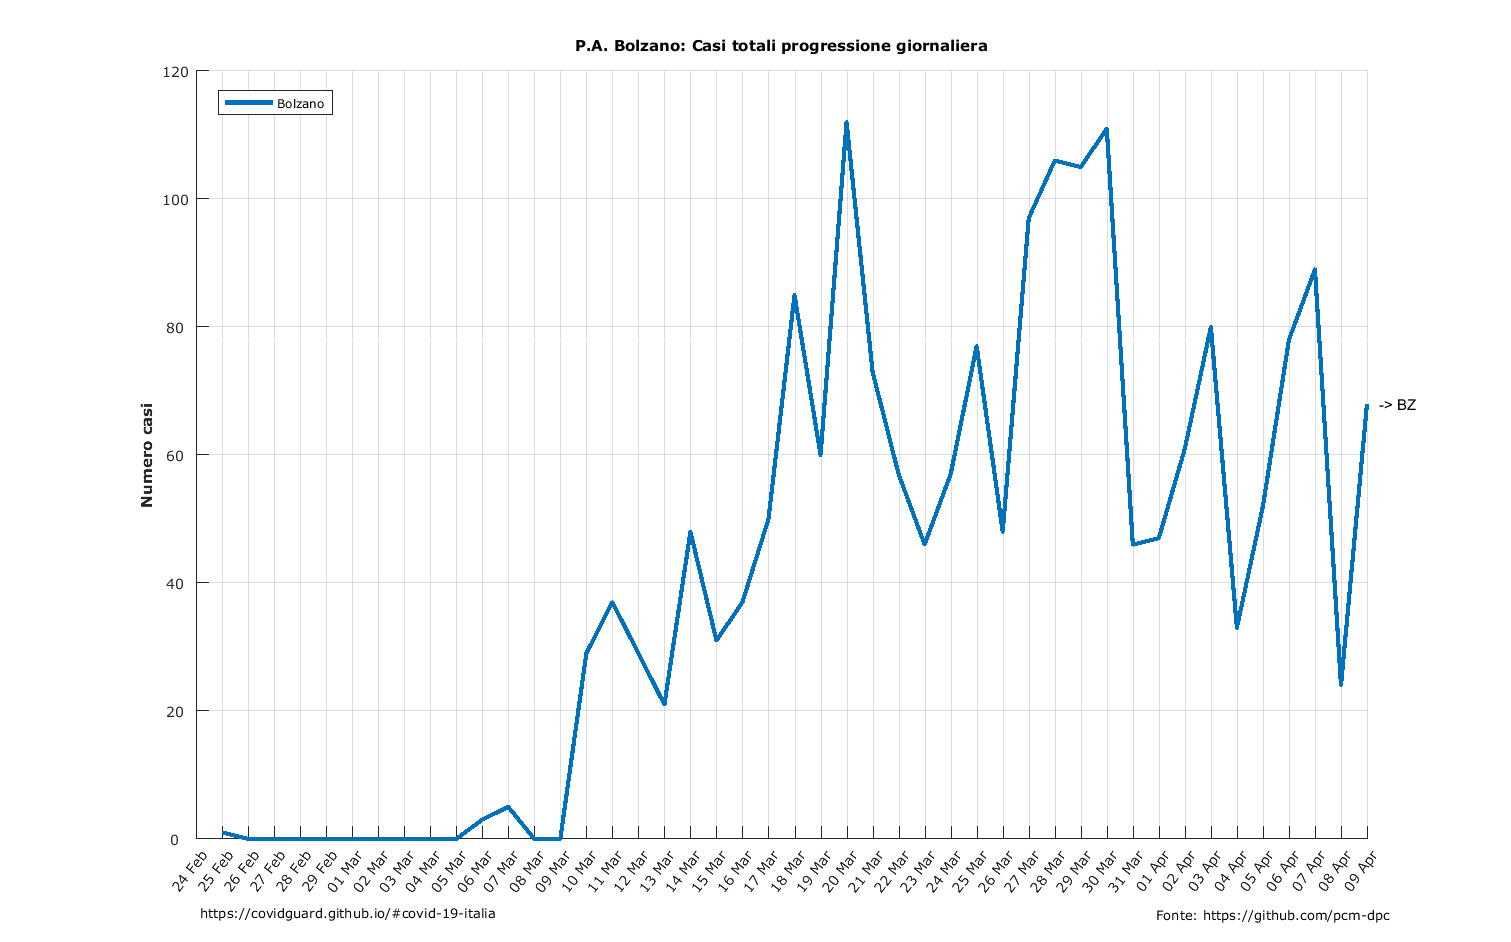 P.A. Bolzano: Casi totali progressione giornaliera
120
Bolzano
100
80
-> BZ
Numero casi
60
40
20
0
24 Feb
25 Feb
26 Feb
27 Feb
28 Feb
29 Feb
01 Mar
02 Mar
03 Mar
04 Mar
05 Mar
06 Mar
07 Mar
08 Mar
09 Mar
10 Mar
11 Mar
12 Mar
13 Mar
14 Mar
15 Mar
16 Mar
17 Mar
18 Mar
19 Mar
20 Mar
21 Mar
22 Mar
23 Mar
24 Mar
25 Mar
26 Mar
27 Mar
28 Mar
29 Mar
30 Mar
31 Mar
01 Apr
02 Apr
03 Apr
04 Apr
05 Apr
06 Apr
07 Apr
08 Apr
09 Apr
https://covidguard.github.io/#covid-19-italia
Fonte: https://github.com/pcm-dpc